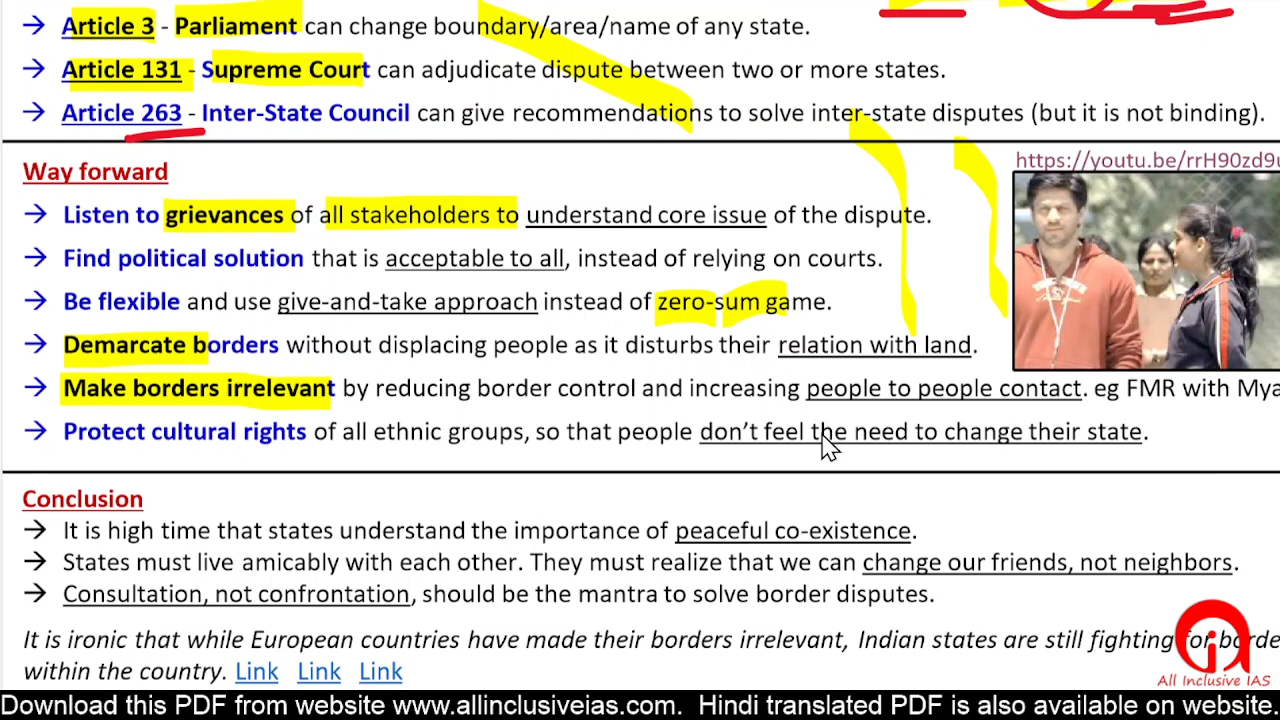 → Article 3 - Parliament can change boundary/area/name of any state.
→ Article 131 - Supreme Court can adjudicate dispute between two or more states.
→ Article 263 - Inter-State Council can give recommendations to solve inter-state disputes (but it is not binding).
Way forward
https://youtu.be/rrH90zd9
→ Listen to grievances of all stakeholders to understand core issue of the dispute.
→ Find political solution that is acceptable to all, instead of relying on courts.
→ Be flexible and use give-and-take approach instead of zero-sum game.
→ Demarcate borders without displacing people as it disturbs their relation with land.
→ Make borders irrelevant by reducing border control and increasing people to people contact. eg FMR with Mya
→ Protect cultural rights of all ethnic groups, so that people don't feel the need to change their state.
Conclusion
→ It is high time that states understand the importance of peaceful co-existence.
→ States must live amicably with each other. They must realize that we can change our friends, not neighbors.
→ Consultation, not confrontation, should be the mantra to solve border disputes.
It is ironic that while European countries have made their borders irrelevant, Indian states are still fighting for borde
within the country. Link Link Link
All Inclusive IAS
Download this PDF from website www.allinclusiveias.com. Hindi translated PDF is also available on website.